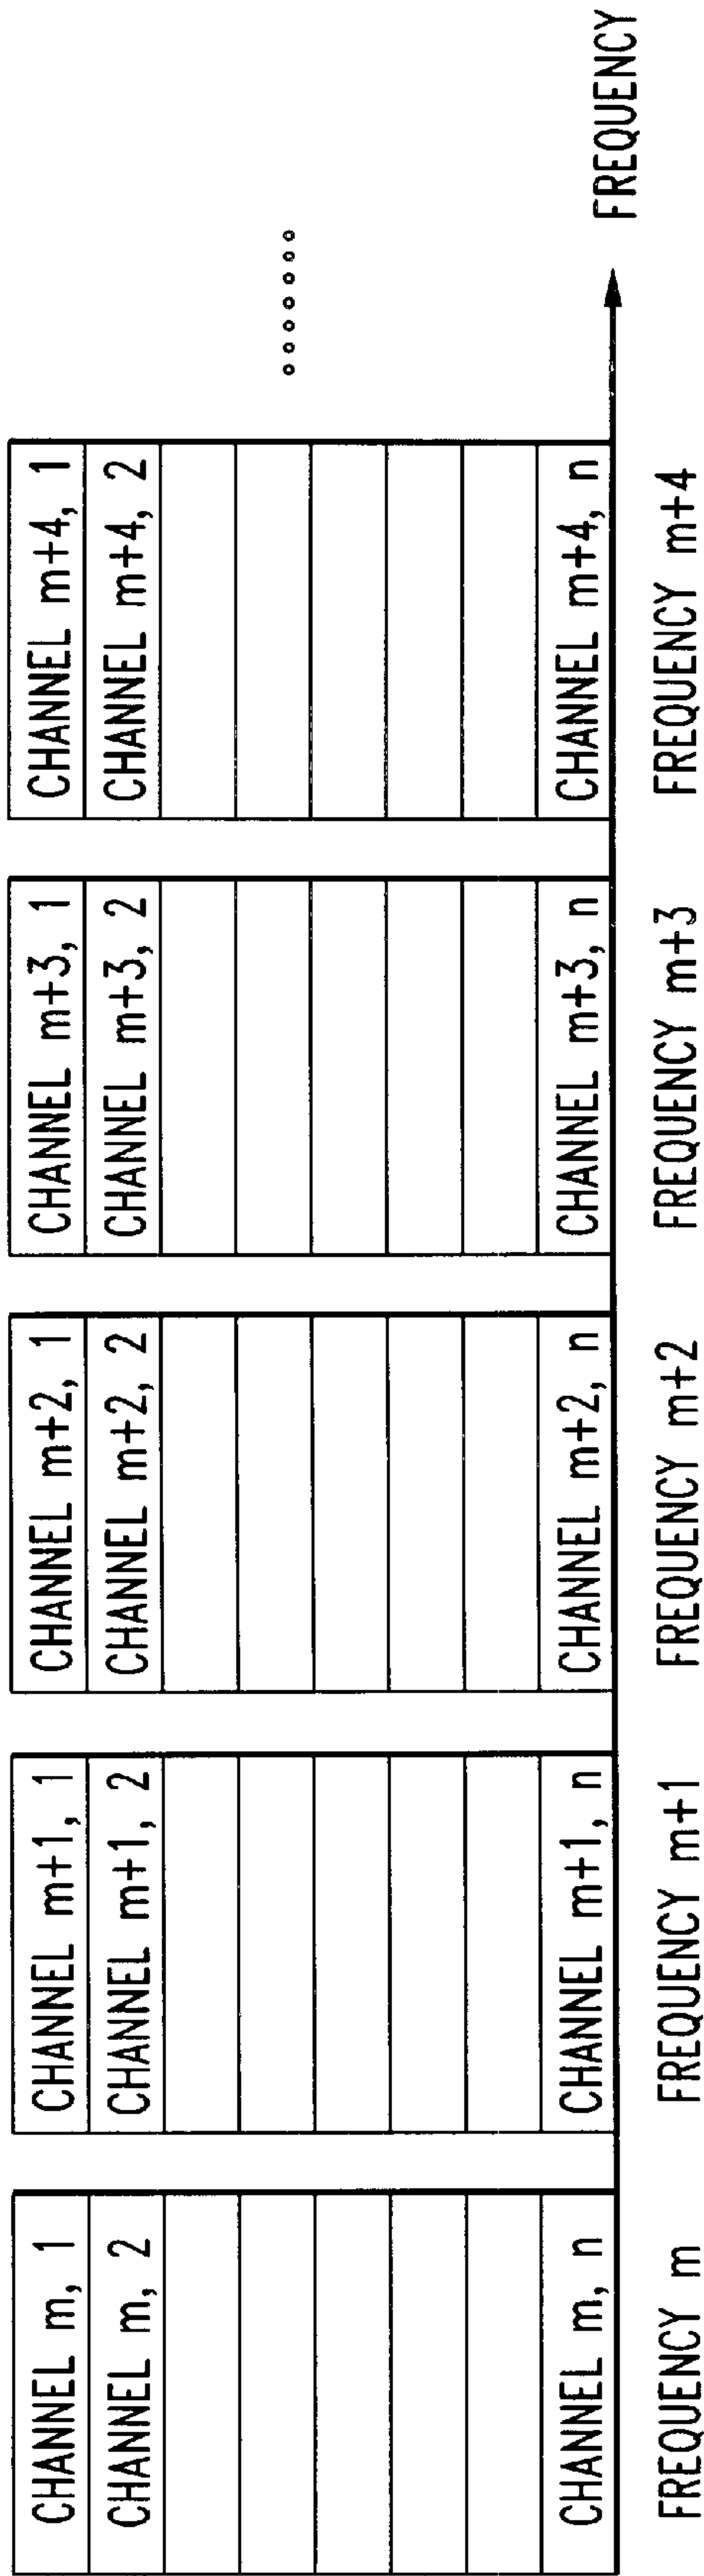 CHANNEL m, 1
CHANNEL m, 2
CHANNEL m, n
FREQUENCY m
CHANNEL m+1, 1
CHANNEL m+1, 2
CHANNEL m+1, n
FREQUENCY m+1
CHANNEL m+2, 1
CHANNEL m+2, 2
CHANNEL m+2, n
FREQUENCY m+2
CHANNEL m+3, 1
CHANNEL m+3, 2
CHANNEL m+3, n
FREQUENCY m+3
CHANNEL m+4, 1
CHANNEL m+4, 2
CHANNEL m+4, n
FREQUENCY m+4
FREQUENCY